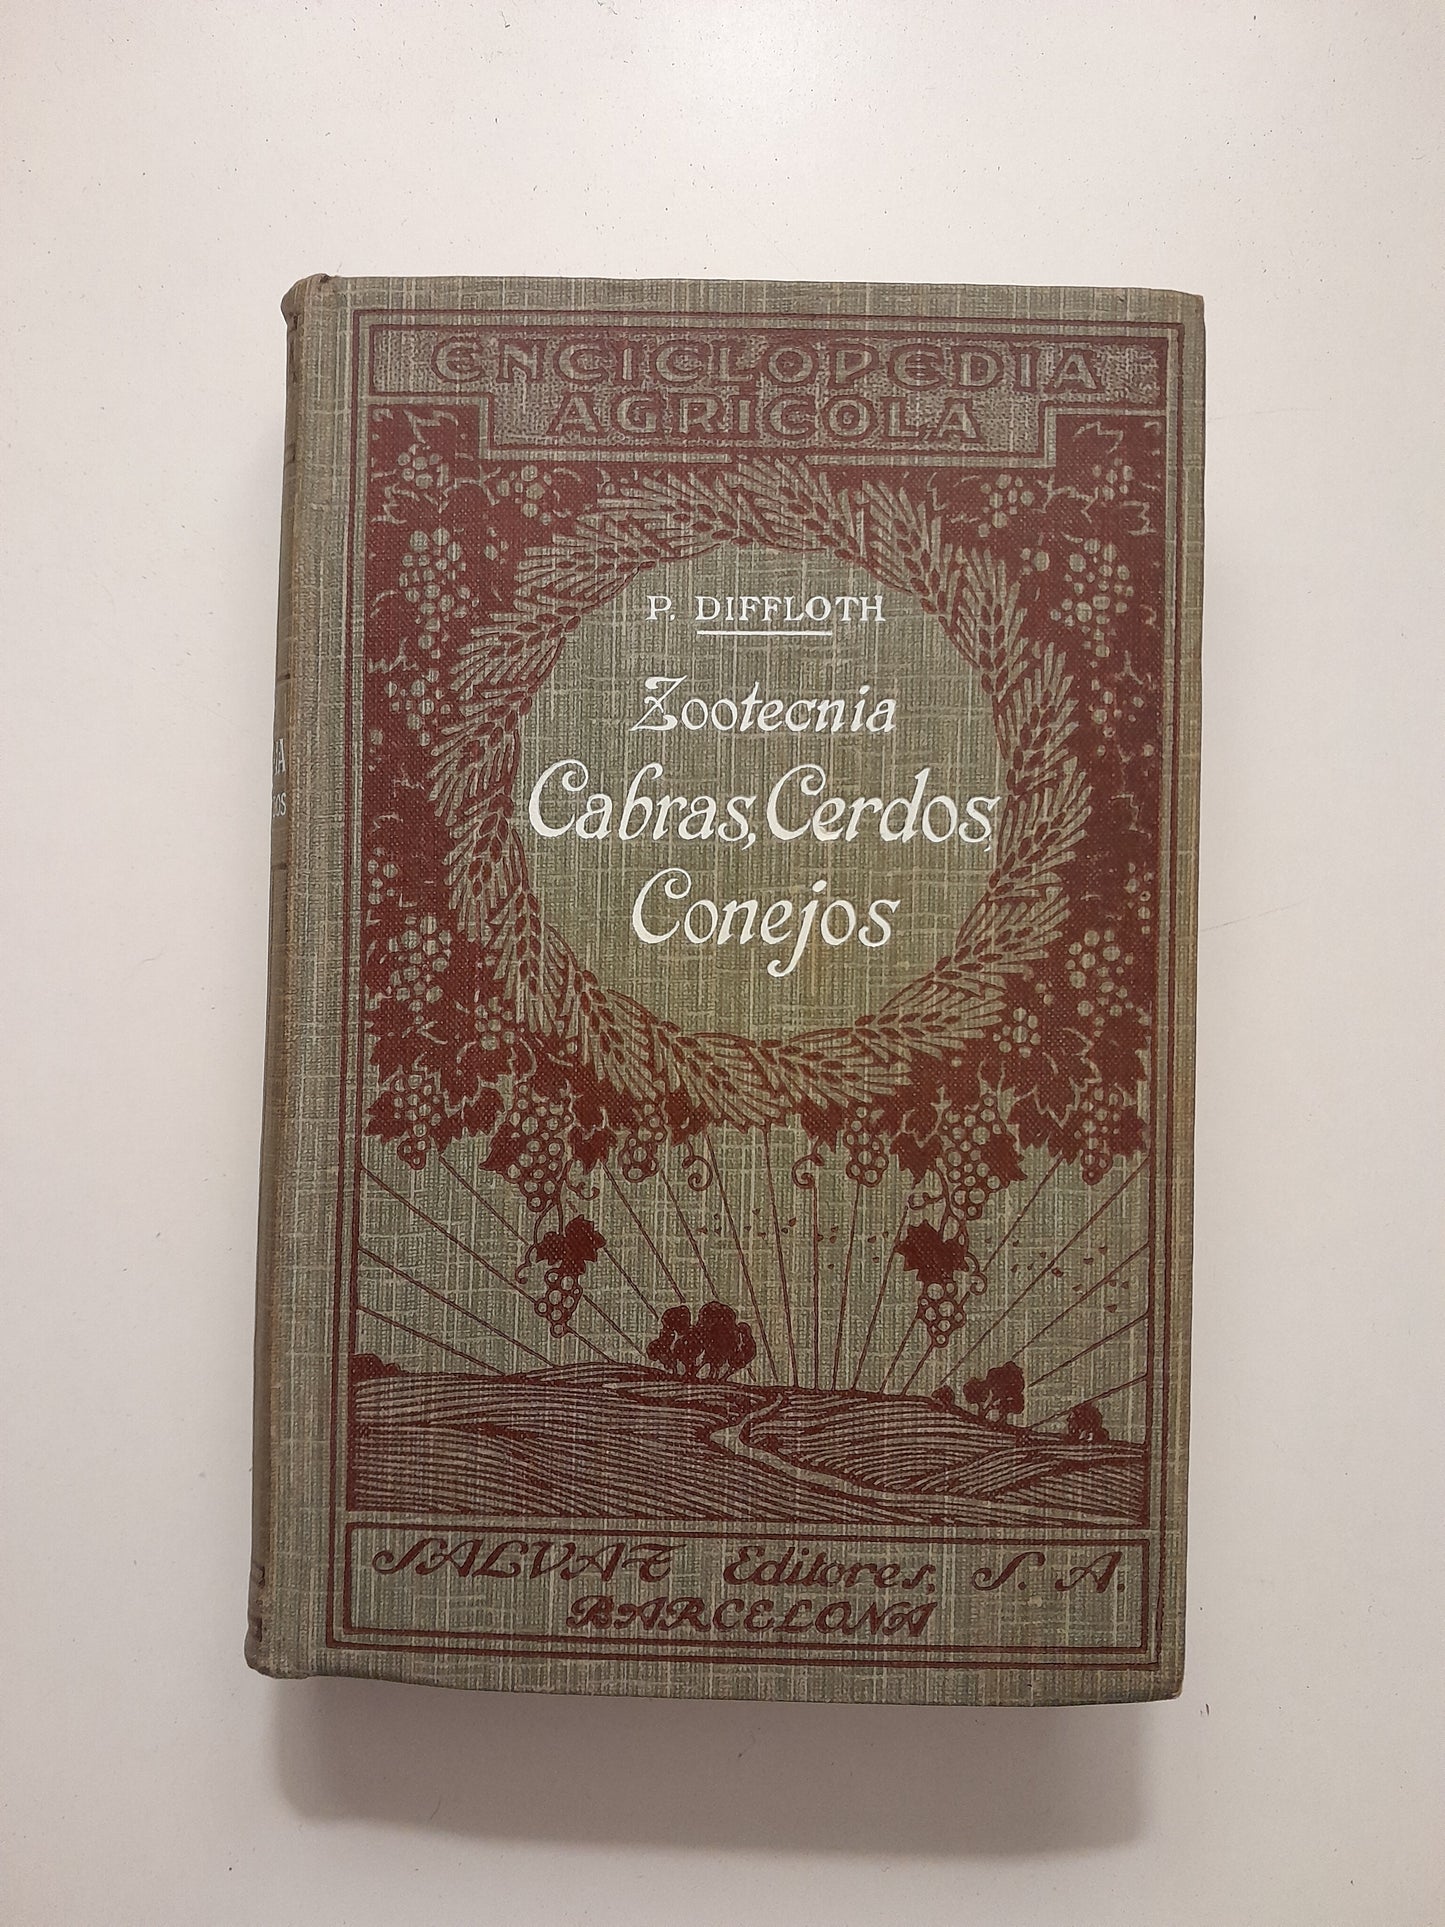 ENCICLOPEDIA
AGRICOLA
P. DIFFLOTH
Zootecnia
Cabras, Cerdos,
Conejos
SALVAT Editores, S. A.
BARCELONA